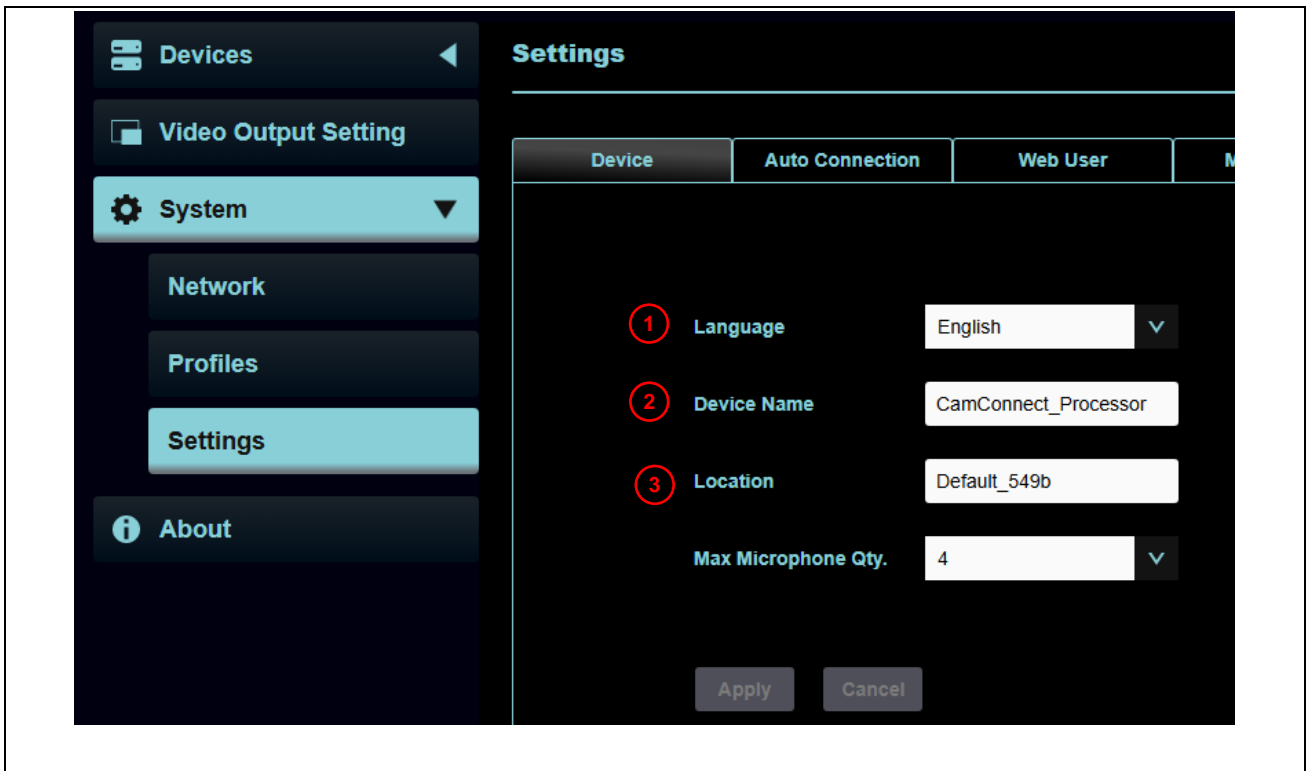 Devices
Video Output Setting
System
Network
Profiles
Settings
About
Settings
Device Auto Connection Web User M
1 Language English
2 Device Name CamConnect_Processor
3 Location Default_549b
Max Microphone Qty. 4
Apply Cancel